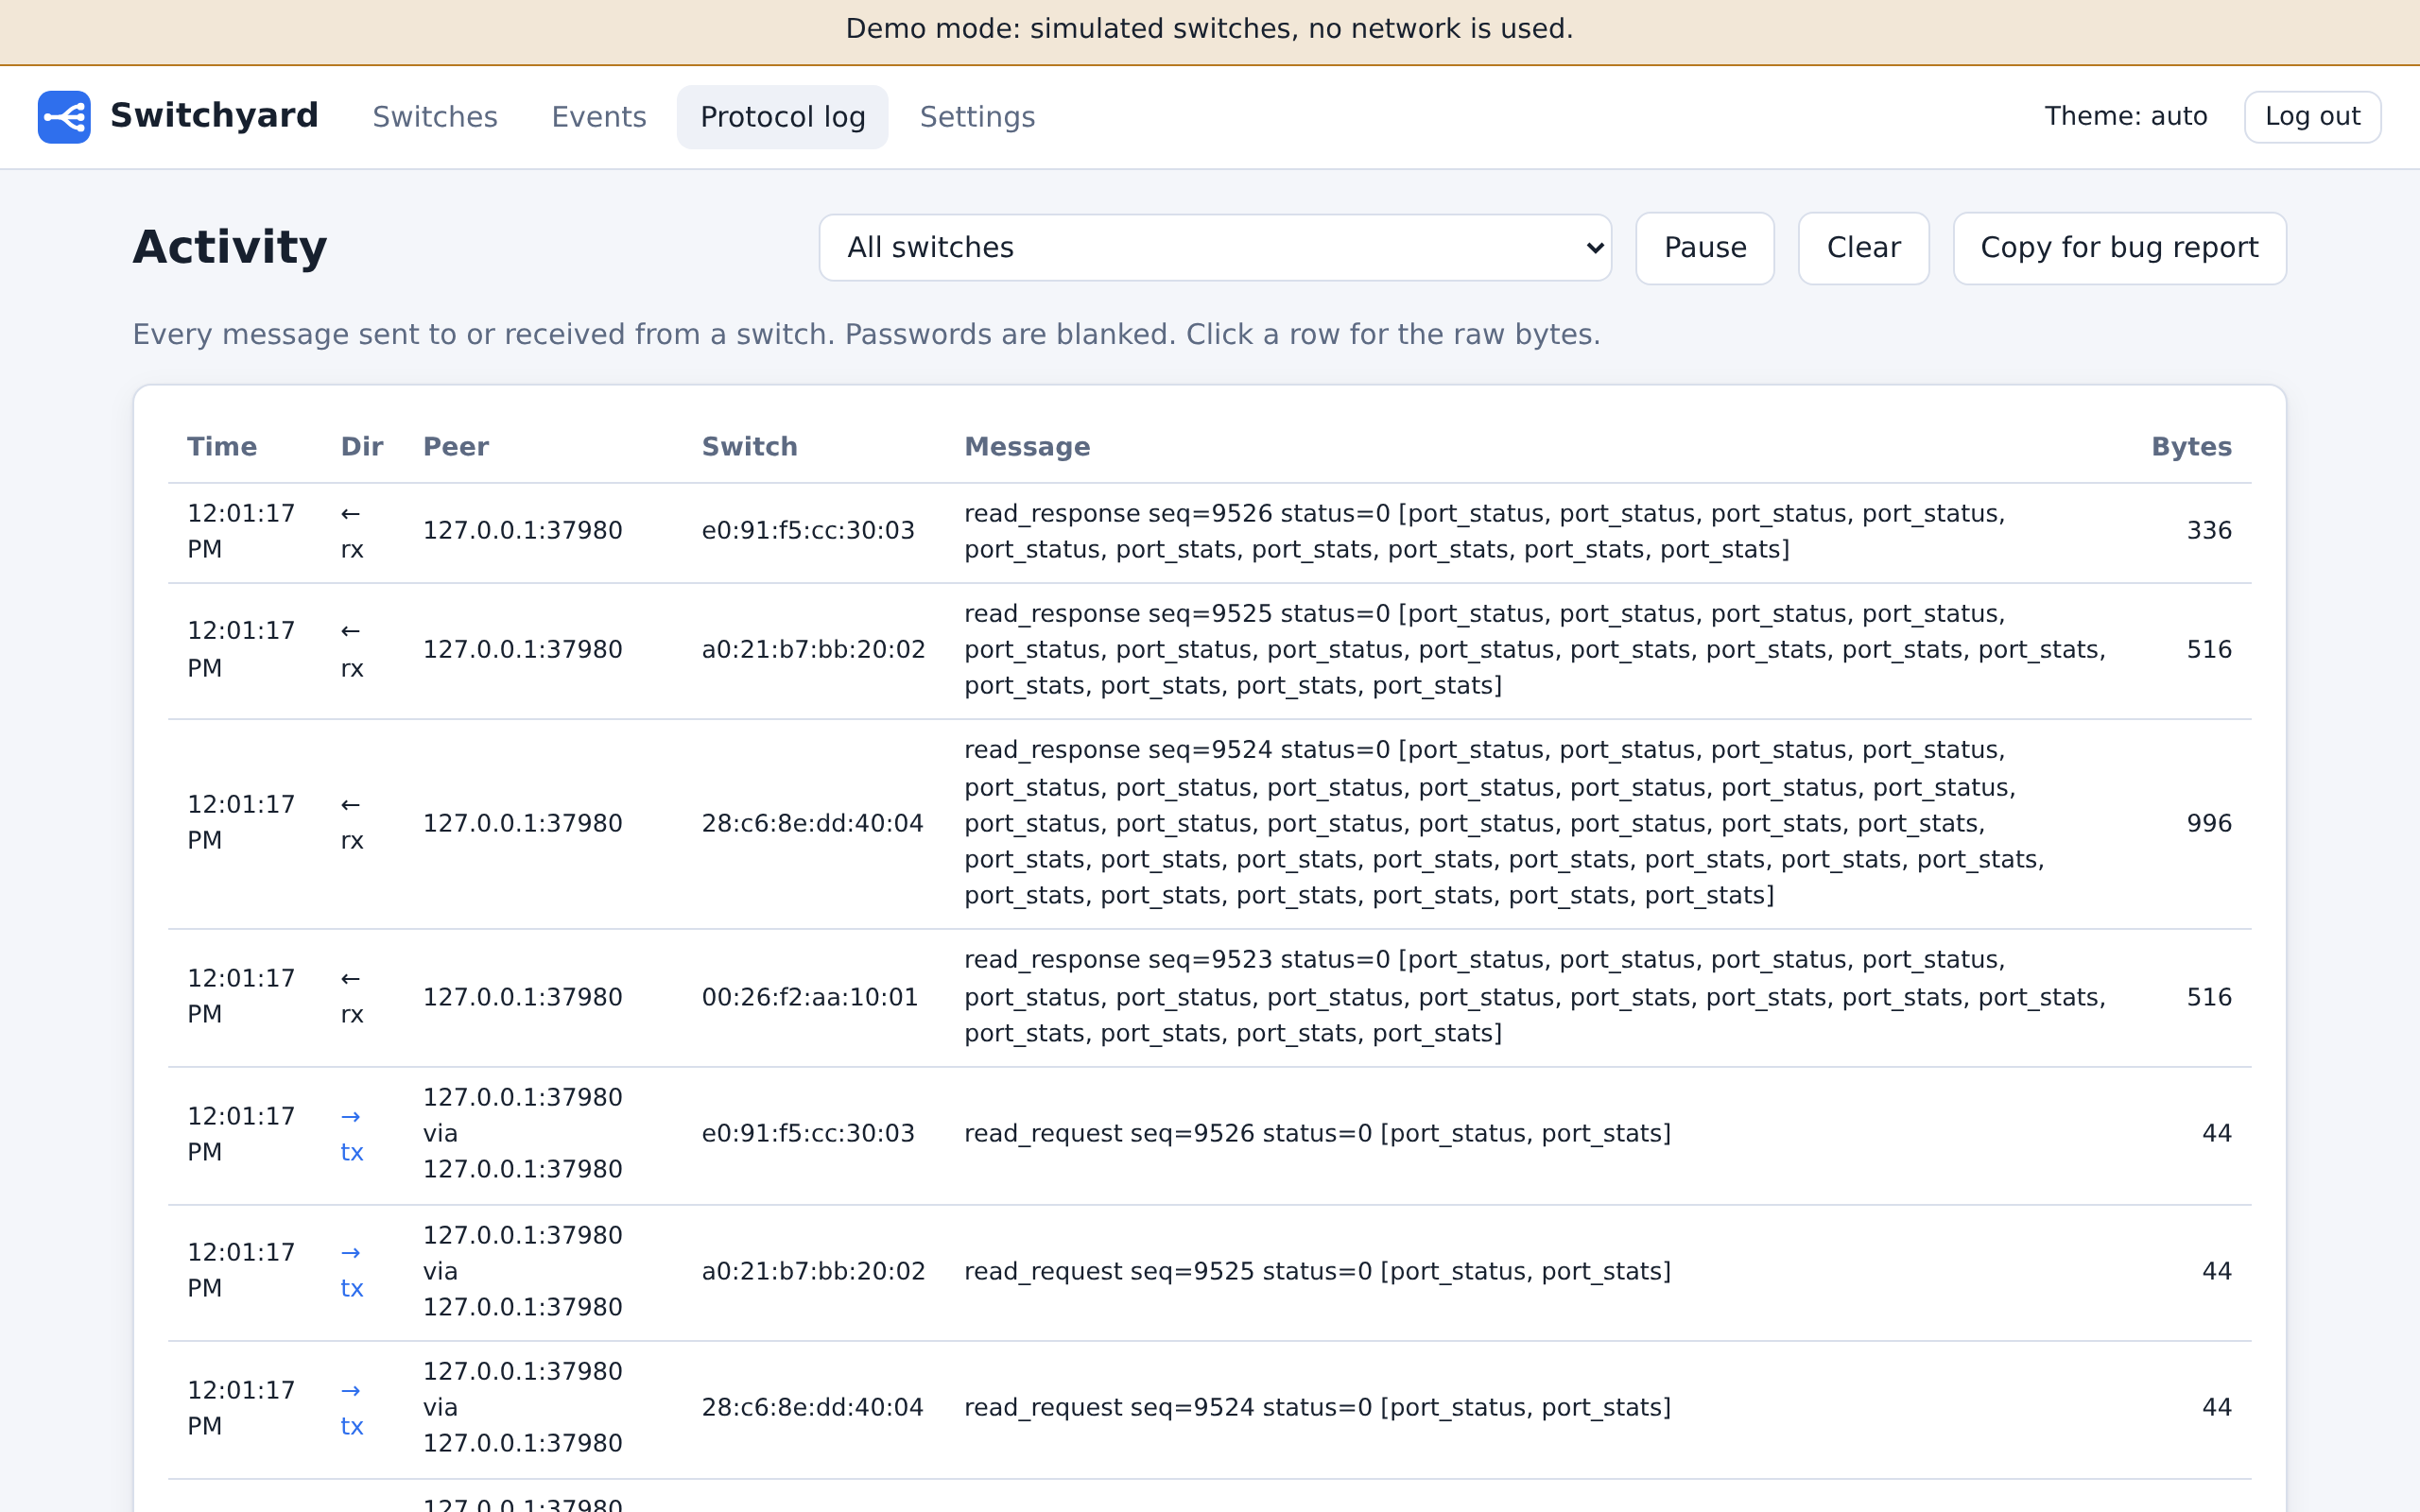 Demo mode: simulated switches, no network is used.
Switchyard Switches Events Protocol log Settings Theme: auto Log out
Activity All switches Pause Clear Copy for bug report
Every message sent to or received from a switch. Passwords are blanked. Click a row for the raw bytes.
Time Dir Peer Switch Message Bytes
12:01:17 PM ← rx 127.0.0.1:37980 e0:91:f5:cc:30:03 read_response seq=9526 status=0 [port_status, port_status, port_status, port_status,
port_status, port_stats, port_stats, port_stats, port_stats, port_stats] 336
12:01:17 PM ← rx 127.0.0.1:37980 a0:21:b7:bb:20:02 read_response seq=9525 status=0 [port_status, port_status, port_status, port_status,
port_status, port_status, port_status, port_status, port_stats, port_stats, port_stats, port_stats,
port_stats, port_stats, port_stats, port_stats] 516
12:01:17 PM ← rx 127.0.0.1:37980 28:c6:8e:dd:40:04 read_response seq=9524 status=0 [port_status, port_status, port_status, port_status,
port_status, port_status, port_status, port_status, port_status, port_status, port_status,
port_status, port_status, port_status, port_status, port_status, port_stats, port_stats,
port_stats, port_stats, port_stats, port_stats, port_stats, port_stats, port_stats, port_stats,
port_stats, port_stats, port_stats, port_stats, port_stats, port_stats] 996
12:01:17 PM ← rx 127.0.0.1:37980 00:26:f2:aa:10:01 read_response seq=9523 status=0 [port_status, port_status, port_status, port_status,
port_status, port_status, port_status, port_status, port_stats, port_stats, port_stats, port_stats,
port_stats, port_stats, port_stats, port_stats] 516
12:01:17 PM → tx 127.0.0.1:37980 via 127.0.0.1:37980 e0:91:f5:cc:30:03 read_request seq=9526 status=0 [port_status, port_stats] 44
12:01:17 PM → tx 127.0.0.1:37980 via 127.0.0.1:37980 a0:21:b7:bb:20:02 read_request seq=9525 status=0 [port_status, port_stats] 44
12:01:17 PM → tx 127.0.0.1:37980 via 127.0.0.1:37980 28:c6:8e:dd:40:04 read_request seq=9524 status=0 [port_status, port_stats] 44
127.0.0.1:37980